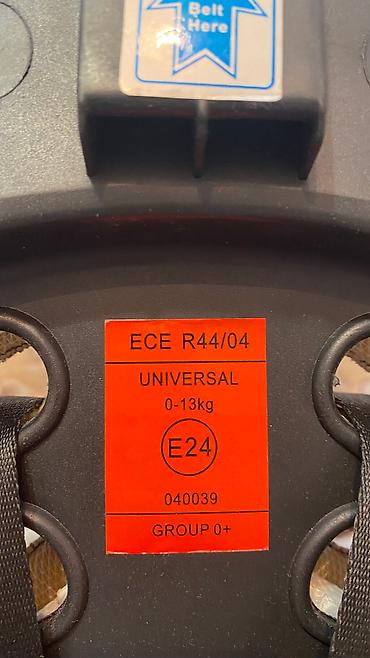 Belt
Here
ECE R44/04
UNIVERSAL
0-13kg
E24
040039
GROUP 0+